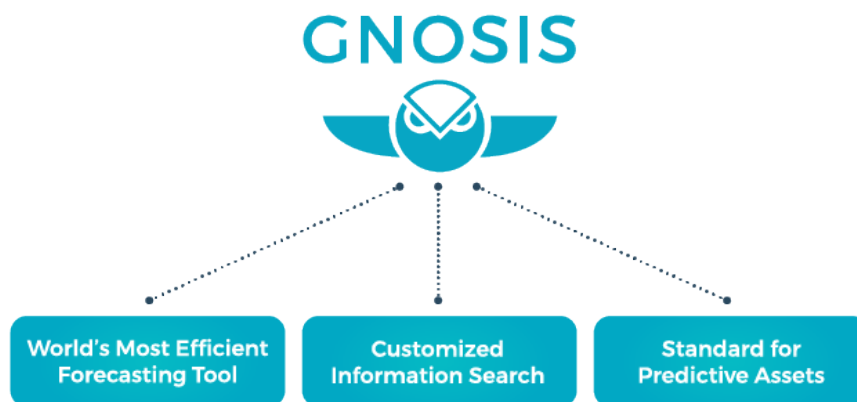 GNOSIS
World's Most Efficient
Forecasting Tool
Customized
Information Search
Standard for
Predictive Assets